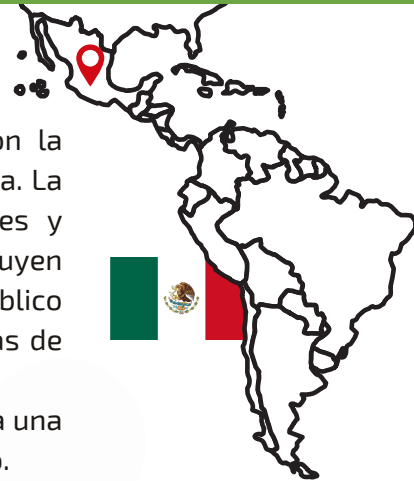 on la
a. La
es y
uyen
blico
as de
a una
o.